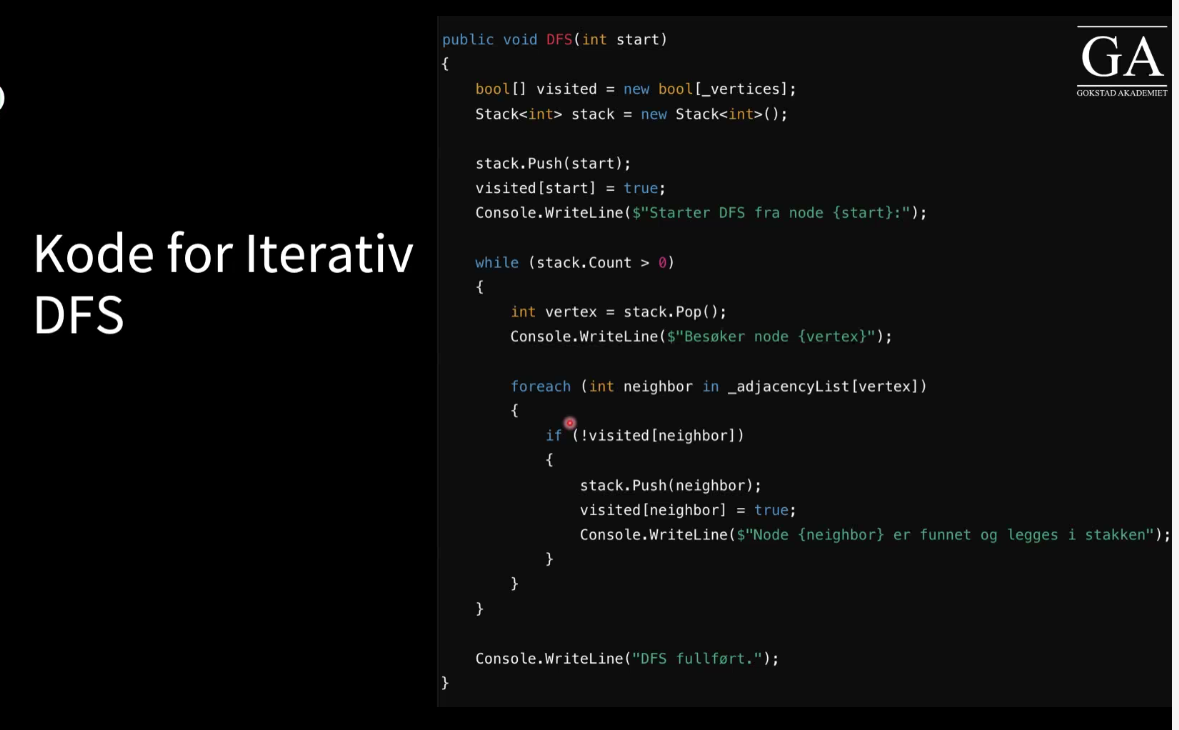 Kode for Iterativ
DFS
public void DFS(int start)
{
    bool[] visited = new bool[_vertices];
    Stack<int> stack = new Stack<int>();

    stack.Push(start);
    visited[start] = true;
    Console.WriteLine($"Starter DFS fra node {start}:");

    while (stack.Count > 0)
    {
        int vertex = stack.Pop();
        Console.WriteLine($"Besøker node {vertex}");

        foreach (int neighbor in _adjacencyList[vertex])
        {
            if (!visited[neighbor])
            {
                stack.Push(neighbor);
                visited[neighbor] = true;
                Console.WriteLine($"Node {neighbor} er funnet og legges i stakken");
            }
        }
    }

    Console.WriteLine("DFS fullført.");
}
GA
GOKSTAD AKADEMIET